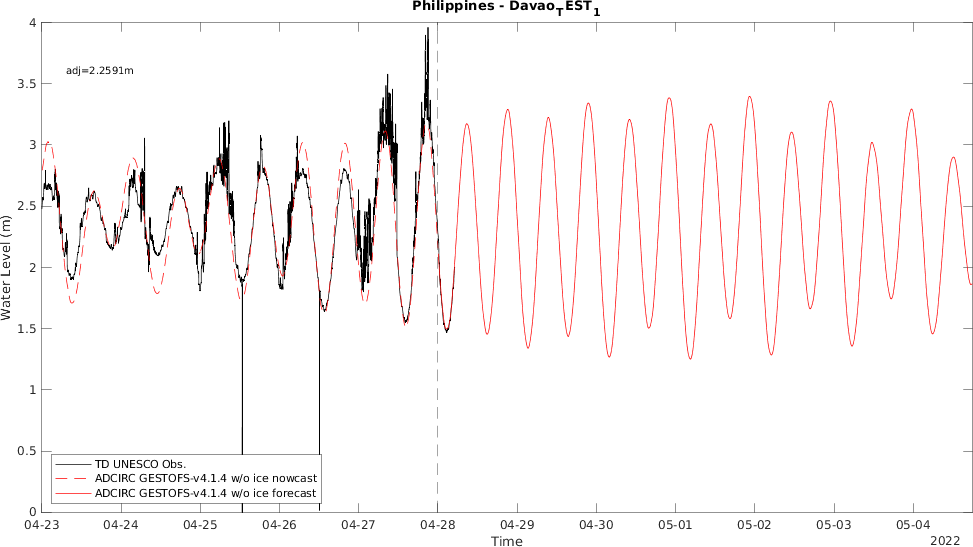 Philippines - Davao_TEST_1
4
adj=2.2591m
3.5
3
2.5
2
1.5
1
0.5
0
Water Level (m)
TD UNESCO Obs.
ADCIRC GESTOFS-v4.1.4 w/o ice nowcast
ADCIRC GESTOFS-v4.1.4 w/o ice forecast
04-23 04-24 04-25 04-26 04-27 04-28 04-29 04-30 05-01 05-02 05-03 05-04
Time
2022